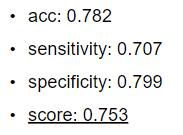 • acc: 0.782
• sensitivity: 0.707
• specificity: 0.799
• score: 0.753